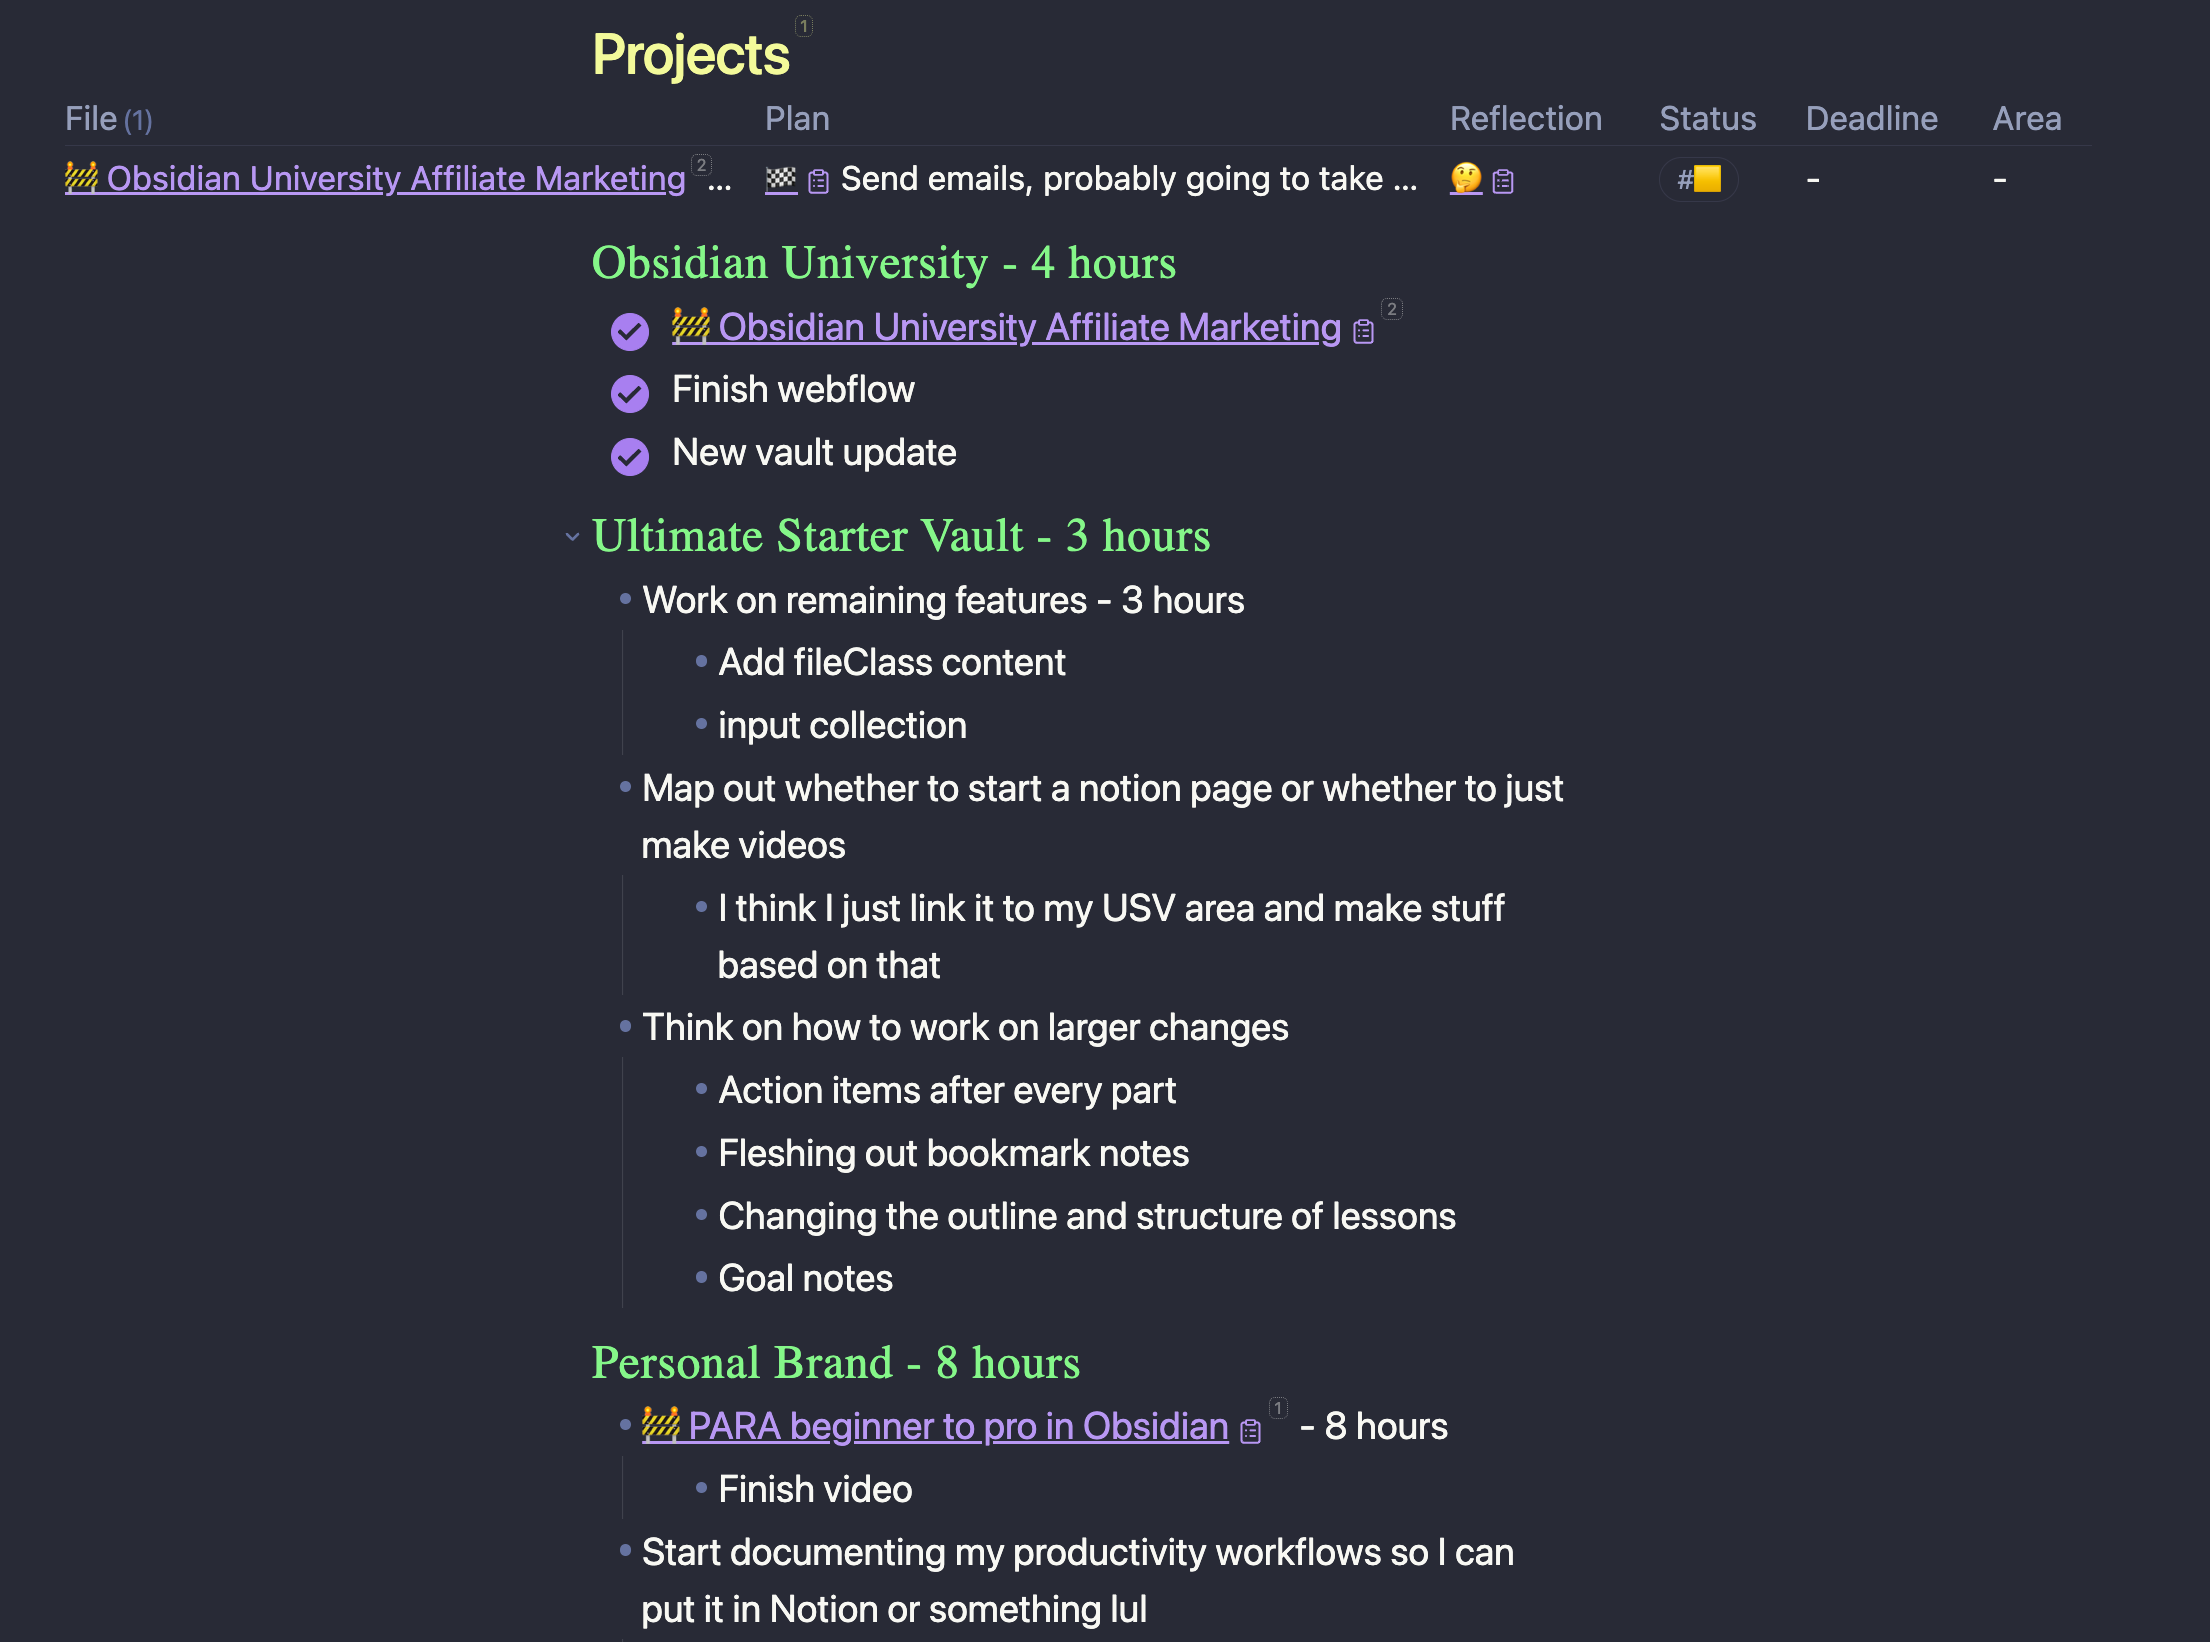 Projects 1
File (1) Plan Reflection Status Deadline Area
🚧 Obsidian University Affiliate Marketing 2 ... 🏁 Send emails, probably going to take ... 🤔 #🟨 - -
Obsidian University - 4 hours
🚧 Obsidian University Affiliate Marketing 2
Finish webflow
New vault update
Ultimate Starter Vault - 3 hours
• Work on remaining features - 3 hours
• Add fileClass content
• input collection
• Map out whether to start a notion page or whether to just
make videos
• I think I just link it to my USV area and make stuff
based on that
• Think on how to work on larger changes
• Action items after every part
• Fleshing out bookmark notes
• Changing the outline and structure of lessons
• Goal notes
Personal Brand - 8 hours
• 🚧 PARA beginner to pro in Obsidian 1 - 8 hours
• Finish video
• Start documenting my productivity workflows so I can
put it in Notion or something lul